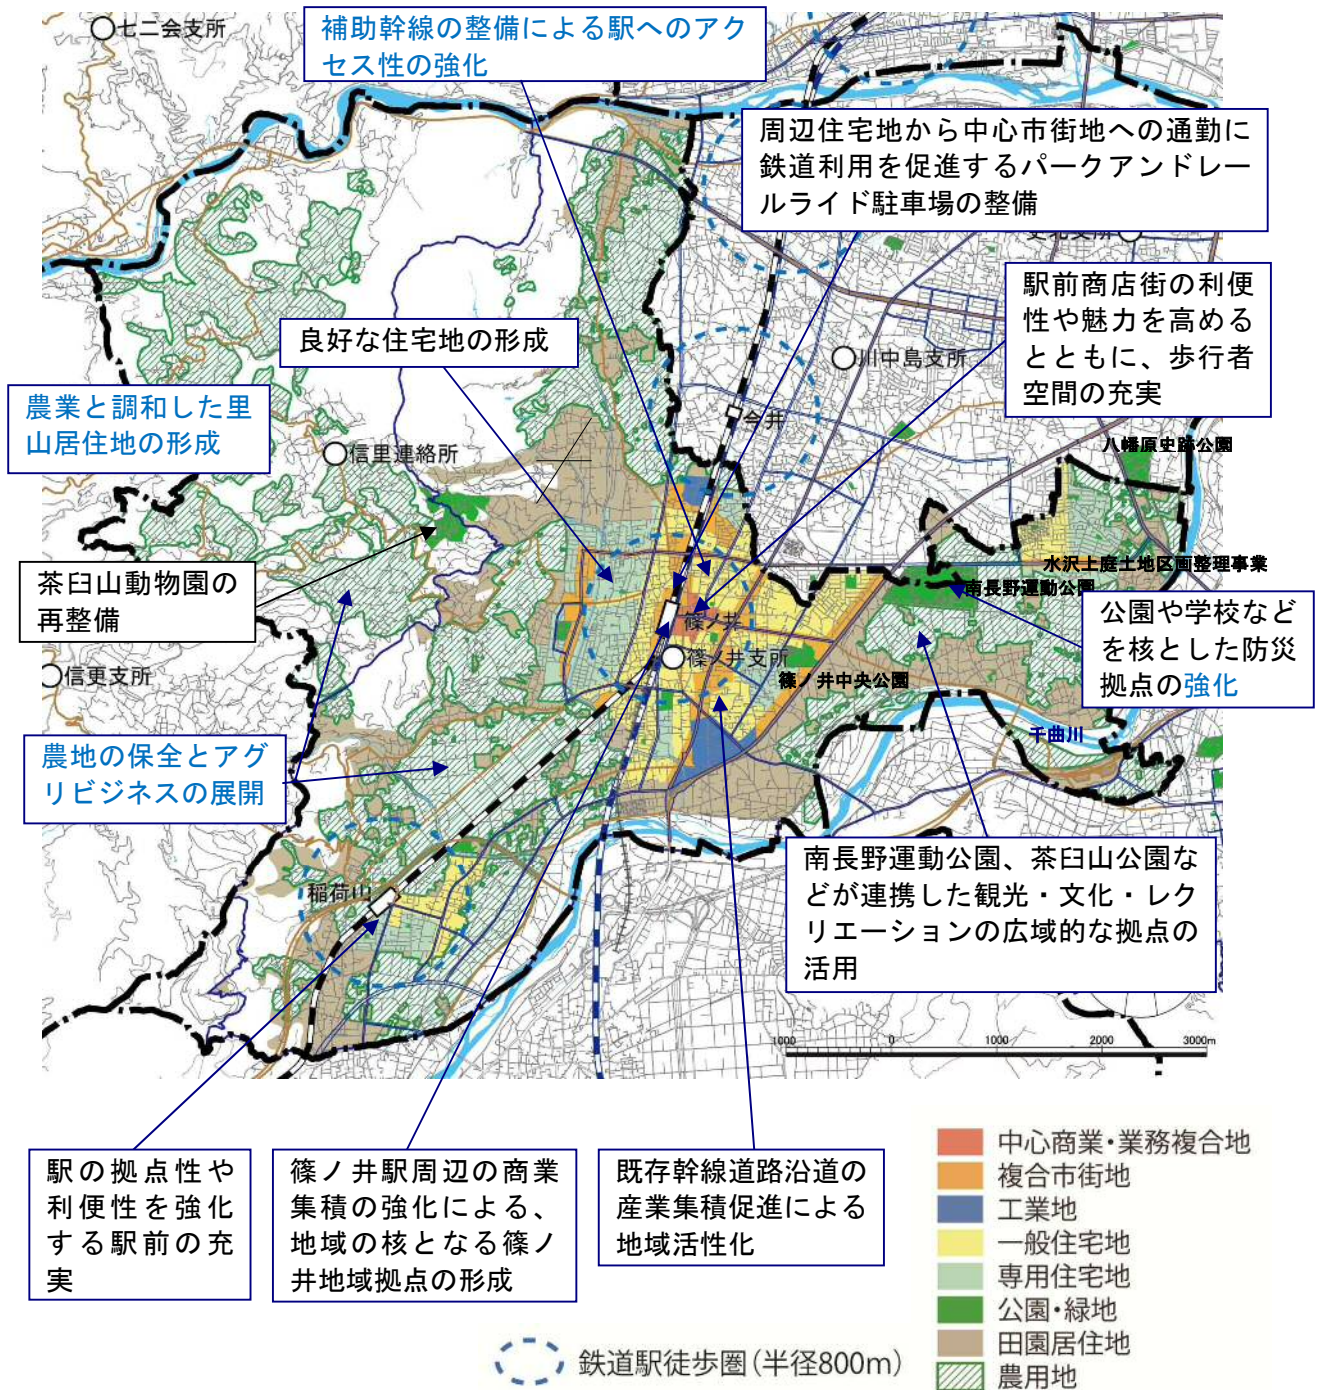 七二会支所
補助幹線の整備による駅へのアク
セス性の強化
周辺住宅地から中心市街地への通勤に
鉄道利用を促進するパークアンドレー
ルライド駐車場の整備
駅前商店街の利便
性や魅力を高める
とともに、歩行者
空間の充実
良好な住宅地の形成
川中島支所
農業と調和した里
山居住地の形成
今井
信里連絡所
八幡原史跡公園
水沢上庭土地区画整理事業
南長野運動公園
茶臼山動物園の
再整備
公園や学校など
を核とした防災
拠点の強化
篠ノ井
篠ノ井支所
信更支所
篠ノ井中央公園
千曲川
農地の保全とアグ
リビジネスの展開
稲荷山
南長野運動公園、茶臼山公園な
どが連携した観光・文化・レク
リエーションの広域的な拠点の
活用
1000 0 1000 2000 3000m
駅の拠点性や
利便性を強化
する駅前の充
実
篠ノ井駅周辺の商業
集積の強化による、
地域の核となる篠ノ
井地域拠点の形成
既存幹線道路沿道の
産業集積促進による
地域活性化
中心商業・業務複合地
複合市街地
工業地
一般住宅地
専用住宅地
公園・緑地
田園居住地
農用地
鉄道駅徒歩圏(半径800m)